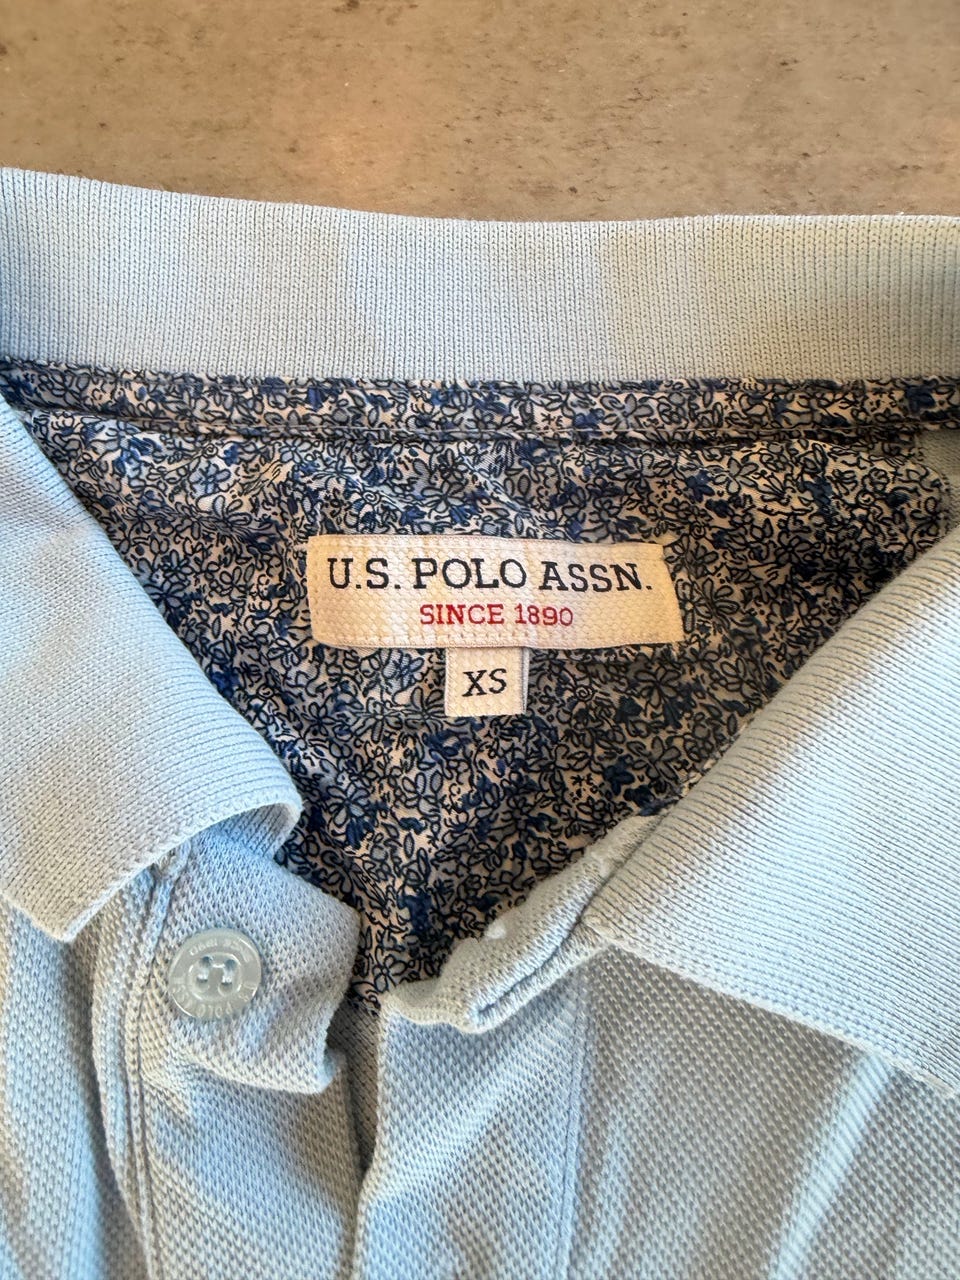 U.S. POLO ASSN.
SINCE 1890
XS